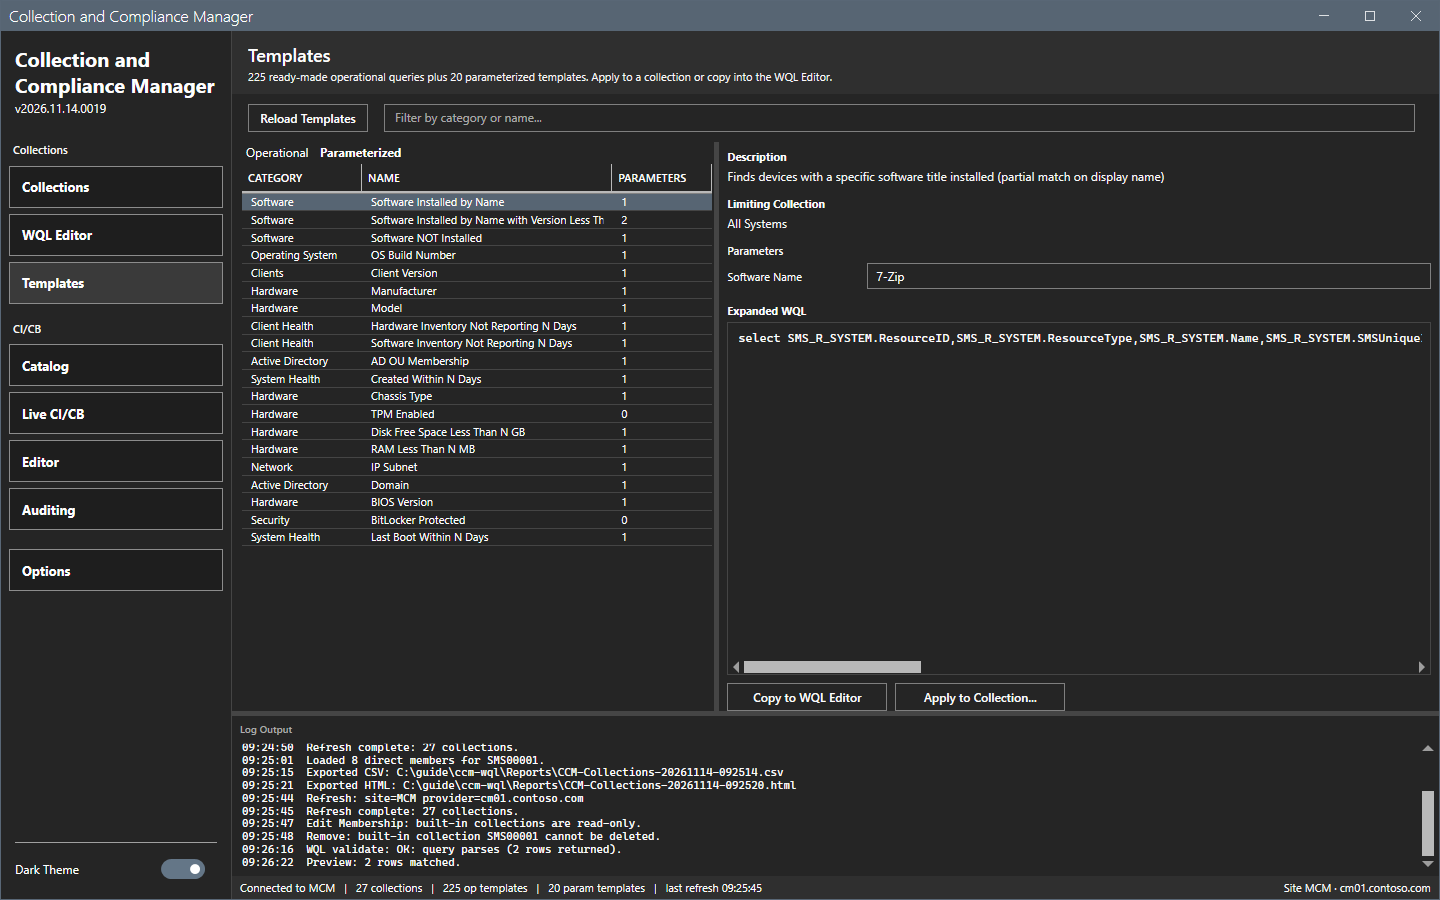 Collection and Compliance Manager
Collection and
Compliance Manager
v2026.11.14.0019
Collections
Collections
WQL Editor
Templates
CI/CB
Catalog
Live CI/CB
Editor
Auditing
Options
Dark Theme
Templates
225 ready-made operational queries plus 20 parameterized templates. Apply to a collection or copy into the WQL Editor.
Reload Templates
Filter by category or name...
Operational Parameterized
CATEGORY NAME PARAMETERS
Software Software Installed by Name 1
Software Software Installed by Name with Version Less Th 2
Software Software NOT Installed 1
Operating System OS Build Number 1
Clients Client Version 1
Hardware Manufacturer 1
Hardware Model 1
Client Health Hardware Inventory Not Reporting N Days 1
Client Health Software Inventory Not Reporting N Days 1
Active Directory AD OU Membership 1
System Health Created Within N Days 1
Hardware Chassis Type 1
Hardware TPM Enabled 0
Hardware Disk Free Space Less Than N GB 1
Hardware RAM Less Than N MB 1
Network IP Subnet 1
Active Directory Domain 1
Hardware BIOS Version 1
Security BitLocker Protected 0
System Health Last Boot Within N Days 1
Description
Finds devices with a specific software title installed (partial match on display name)
Limiting Collection
All Systems
Parameters
Software Name 7-Zip
Expanded WQL
select SMS_R_SYSTEM.ResourceID,SMS_R_SYSTEM.ResourceType,SMS_R_SYSTEM.Name,SMS_R_SYSTEM.SMSUnique
Copy to WQL Editor Apply to Collection...
Log Output
09:24:50 Refresh complete: 27 collections.
09:25:01 Loaded 8 direct members for SMS00001.
09:25:15 Exported CSV: C:\guide\ccm-wql\Reports\CCM-Collections-20261114-092514.csv
09:25:21 Exported HTML: C:\guide\ccm-wql\Reports\CCM-Collections-20261114-092520.html
09:25:44 Refresh: site=MCM provider=cm01.contoso.com
09:25:45 Refresh complete: 27 collections.
09:25:47 Edit Membership: built-in collections are read-only.
09:25:48 Remove: built-in collection SMS00001 cannot be deleted.
09:26:16 WQL validate: OK: query parses (2 rows returned).
09:26:22 Preview: 2 rows matched.
Connected to MCM | 27 collections | 225 op templates | 20 param templates | last refresh 09:25:45
Site MCM · cm01.contoso.com